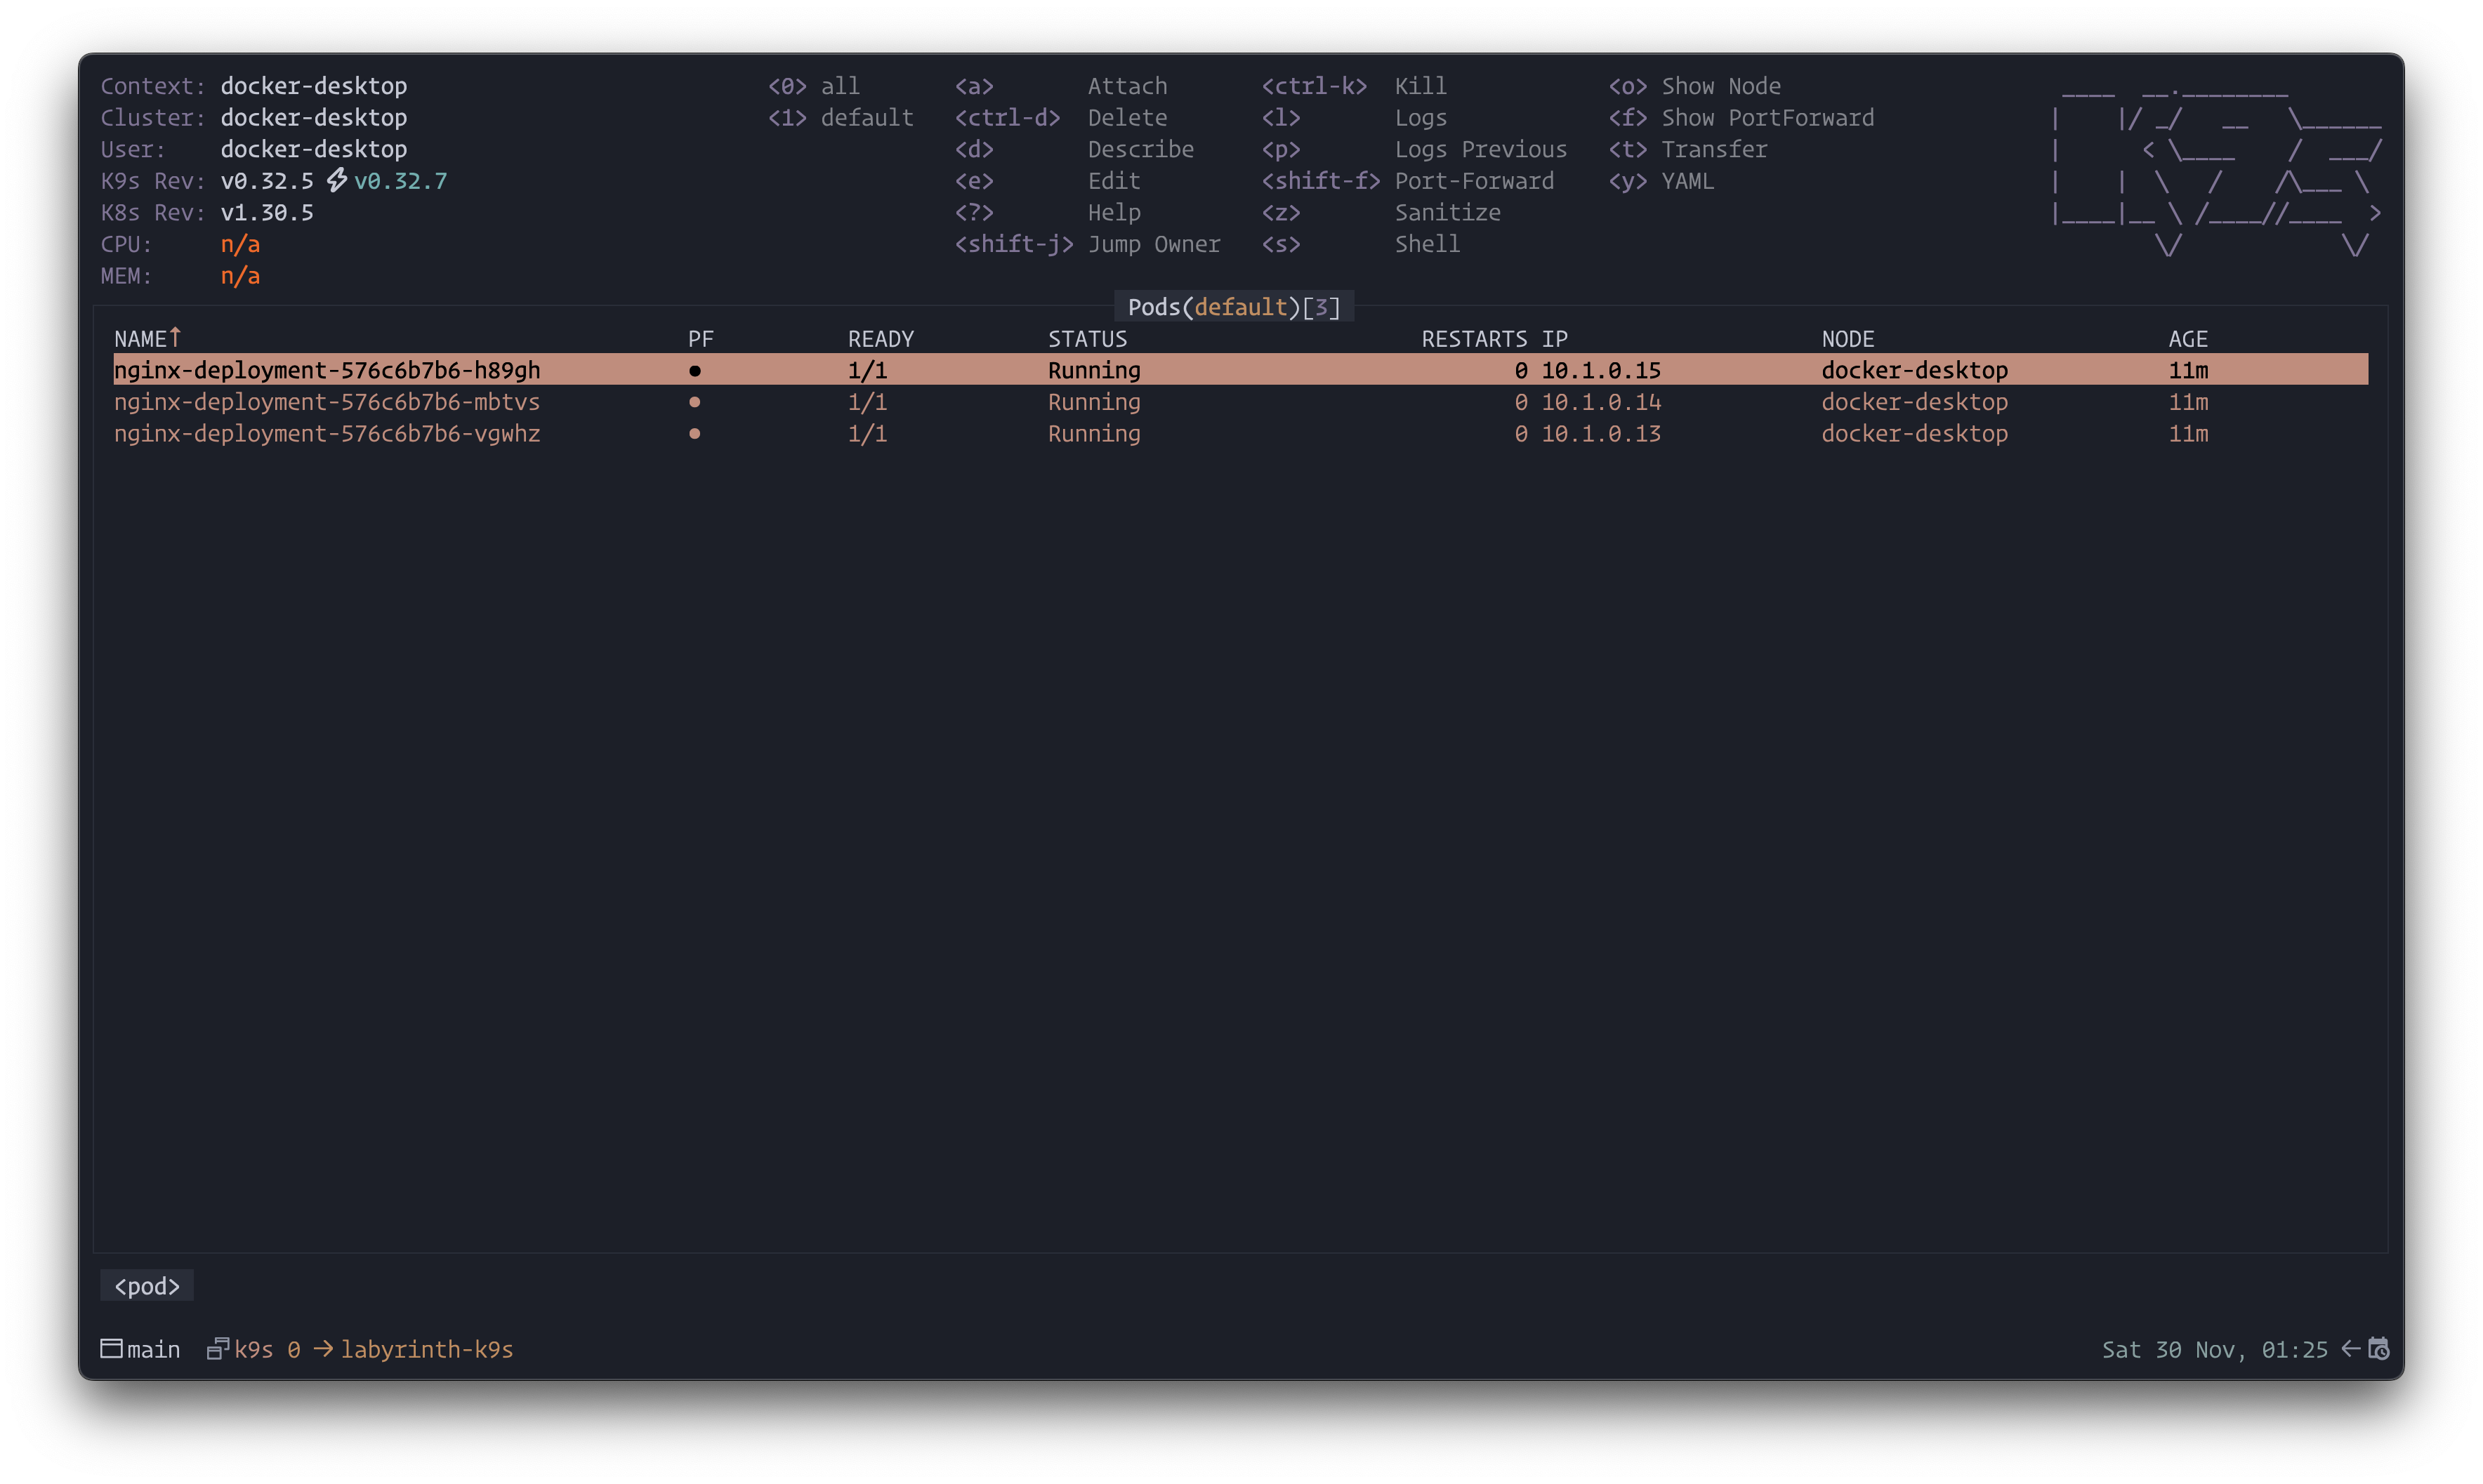 Context: docker-desktop <0> all <a> Attach <ctrl-k> Kill <o> Show Node
Cluster: docker-desktop <1> default <ctrl-d> Delete <l> Logs <f> Show PortForward
User: docker-desktop <d> Describe <p> Logs Previous <t> Transfer
K9s Rev: v0.32.5 ⚡v0.32.7 <e> Edit <shift-f> Port-Forward <y> YAML
K8s Rev: v1.30.5 <?> Help <z> Sanitize
CPU: n/a <shift-j> Jump Owner <s> Shell
MEM: n/a
Pods(default)[3]
NAME↑ PF READY STATUS RESTARTS IP NODE AGE
nginx-deployment-576c6b7b6-h89gh ● 1/1 Running 0 10.1.0.15 docker-desktop 11m
nginx-deployment-576c6b7b6-mbtvs ● 1/1 Running 0 10.1.0.14 docker-desktop 11m
nginx-deployment-576c6b7b6-vgwhz ● 1/1 Running 0 10.1.0.13 docker-desktop 11m
<pod>
main k9s 0 → labyrinth-k9s Sat 30 Nov, 01:25 ←